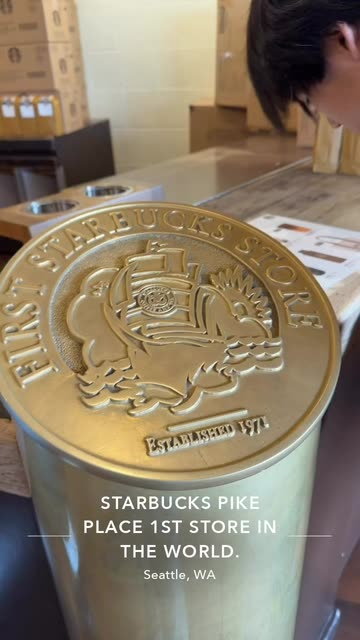 FIRST STARBUCKS STORE
ESTABLISHED 1971
STARBUCKS PIKE
PLACE 1ST STORE IN
THE WORLD.
Seattle, WA